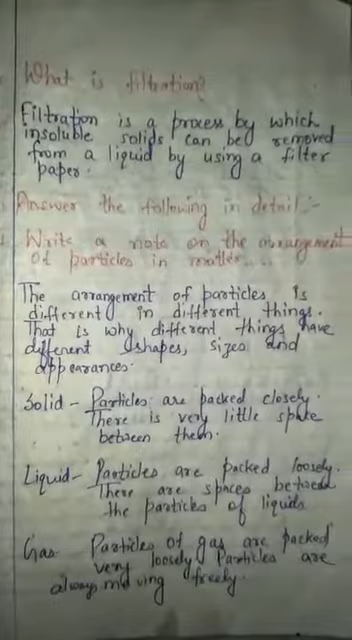 What is filtration?
Filtration is a process by which
insoluble solids can be removed
from a liquid by using a filter
paper.
Answer the following in detail:-
Write a note on the arrangement
of particles in matter....
The arrangement of particles is
different in different things.
That is why different things have
different shapes, sizes and
appearances.
Solid - Particles are packed closely.
There is very little space
between them.
Liquid - Particles are packed loosely.
There are spaces between
the particles of liquids
Gas Particles of gas are packed
very loosely Particles are
always moving freely.